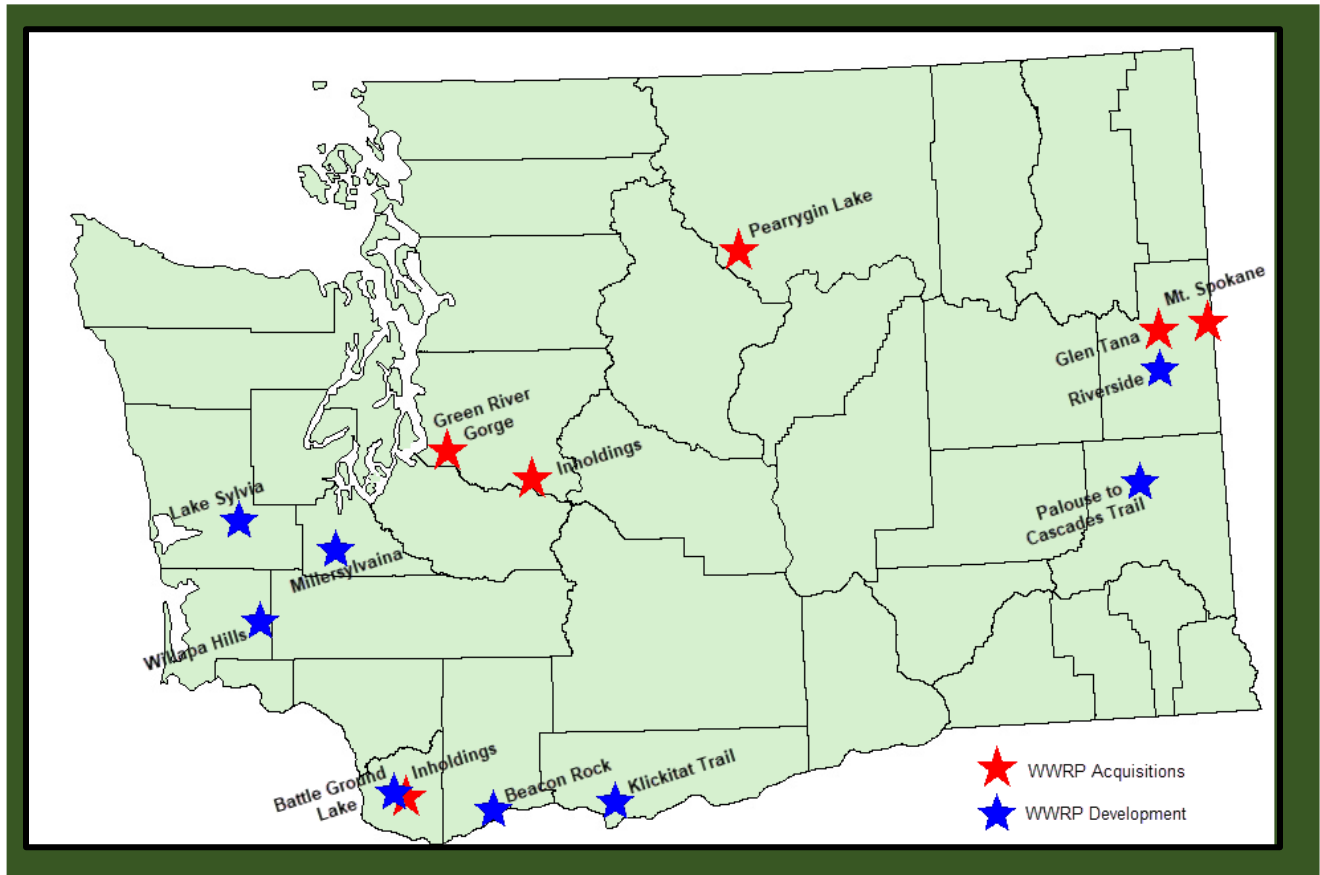 Pearrygin Lake
Mt. Spokane
Glen Tana
Riverside
Green River
Gorge
Inholdings
Lake Sylvia
Millersylvaina
Palouse to
Cascades Trail
Willapa Hills
Battle Ground
Lake
Inholdings
Beacon Rock
Klickitat Trail
WWRP Acquisitions
WWRP Development